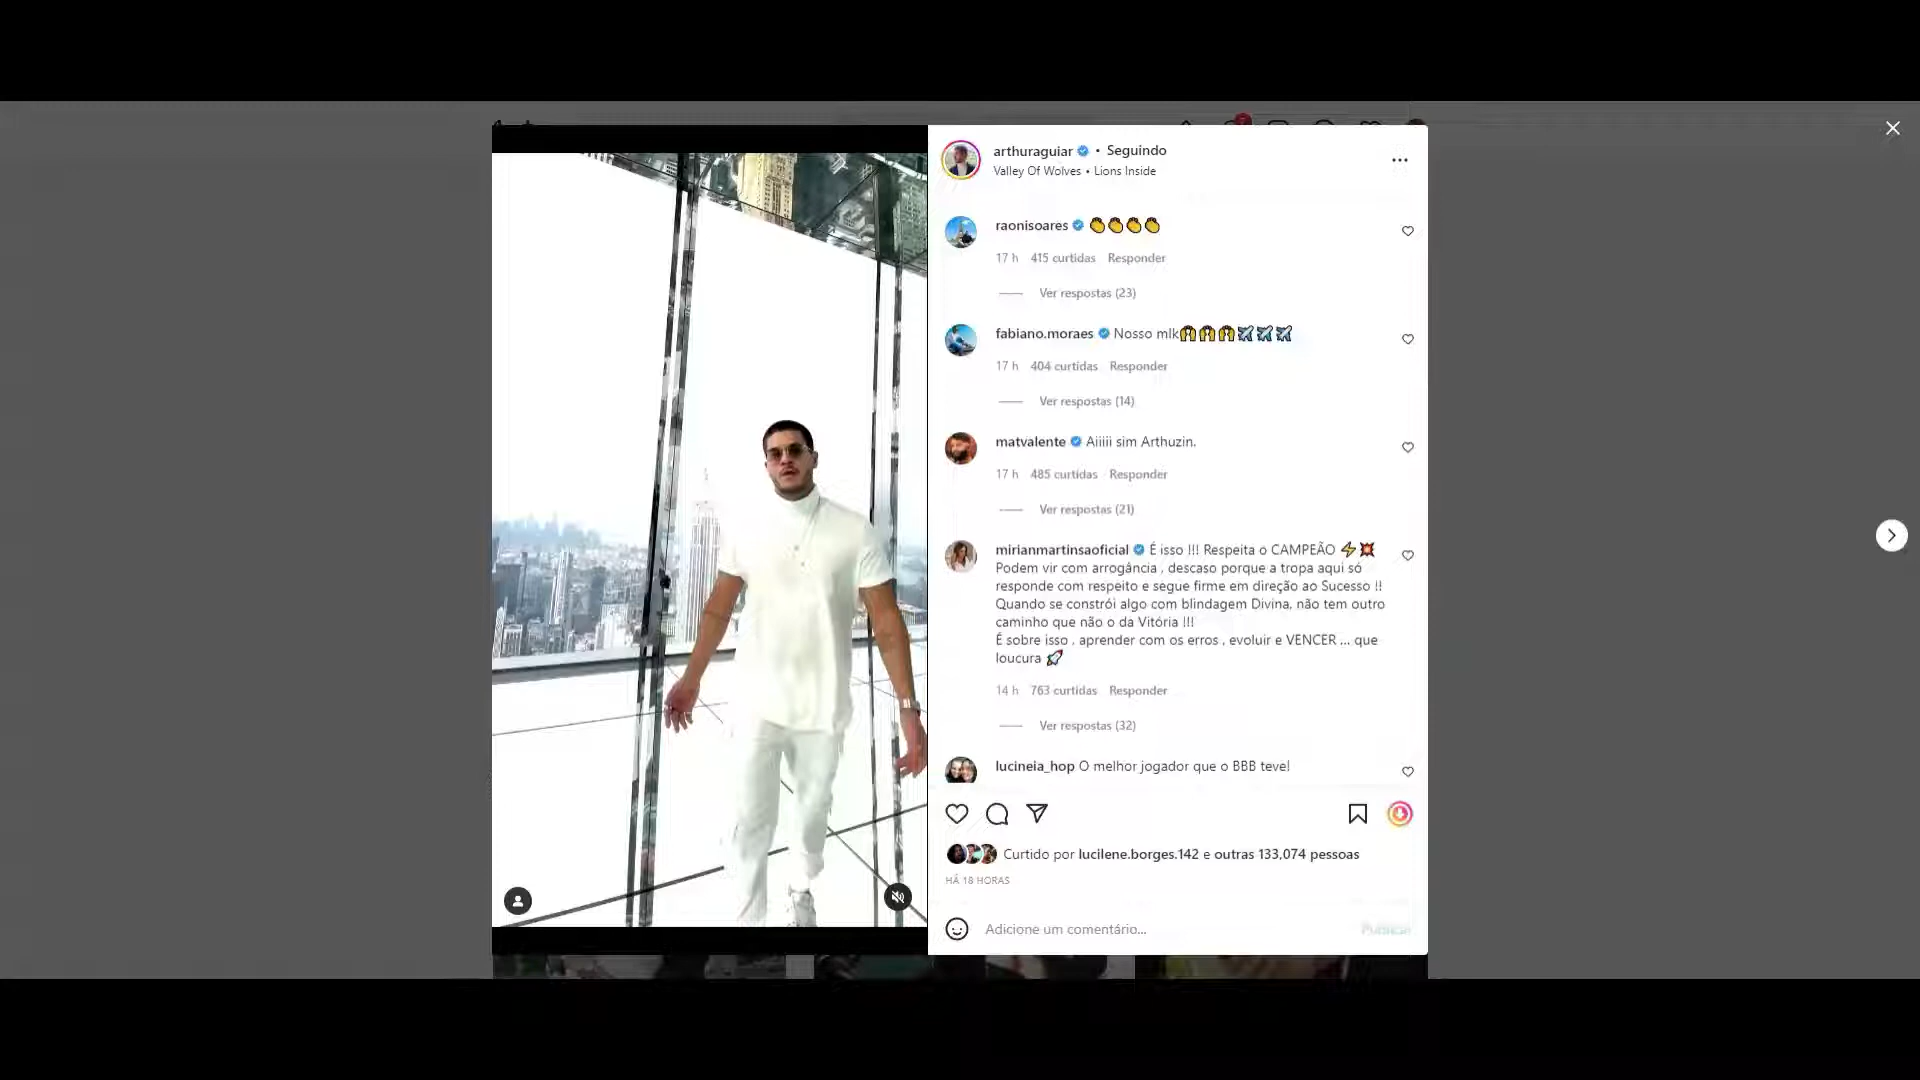 arthuraguiar • Seguindo
Valley Of Wolves • Lions Inside
raonisoares 👏👏👏👏
17 h 415 curtidas Responder
Ver respostas (23)
fabiano.moraes Nosso mlk🙌🙌🙌✈️✈️✈️
17 h 404 curtidas Responder
Ver respostas (14)
matvalente Aiiiii sim Arthuzin.
17 h 485 curtidas Responder
Ver respostas (21)
mirianmartinsaoficial É isso !!! Respeita o CAMPEÃO ⚡💥
Podem vir com arrogância , descaso porque a tropa aqui só
responde com respeito e segue firme em direção ao Sucesso !!
Quando se constrói algo com blindagem Divina, não tem outro
caminho que não o da Vitória !!!
É sobre isso , aprender com os erros , evoluir e VENCER ... que
loucura 🚀
14 h 763 curtidas Responder
Ver respostas (32)
lucineia_hop O melhor jogador que o BBB teve!
Curtido por lucilene.borges.142 e outras 133,074 pessoas
HÁ 18 HORAS
Adicione um comentário...
Publicar